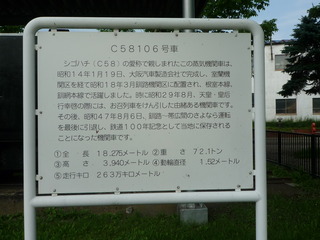 C58106号車
シゴハチ(C58)の愛称で親しまれたこの蒸気機関車は、
昭和14年1月19日、大阪汽車製造会社で完成し、室蘭機
関区を経て昭和18年3月釧路機関区に配置され、根室本線、
釧網本線で活躍しました。時に昭和29年8月、天皇・皇后
行幸啓の際には、お召列車をけん引した由緒ある機関車です。
その後、昭和47年8月6日、釧路〜帯広間のさよなら運転
を最後に引退し、鉄道100年記念として当地に保存される
ことになった機関車です。
①全 長 18.275メートル ②重 さ 72.1トン
③高 さ 3.940メートル ④動輪直径 1.52メートル
⑤走行キロ 263万キロメートル